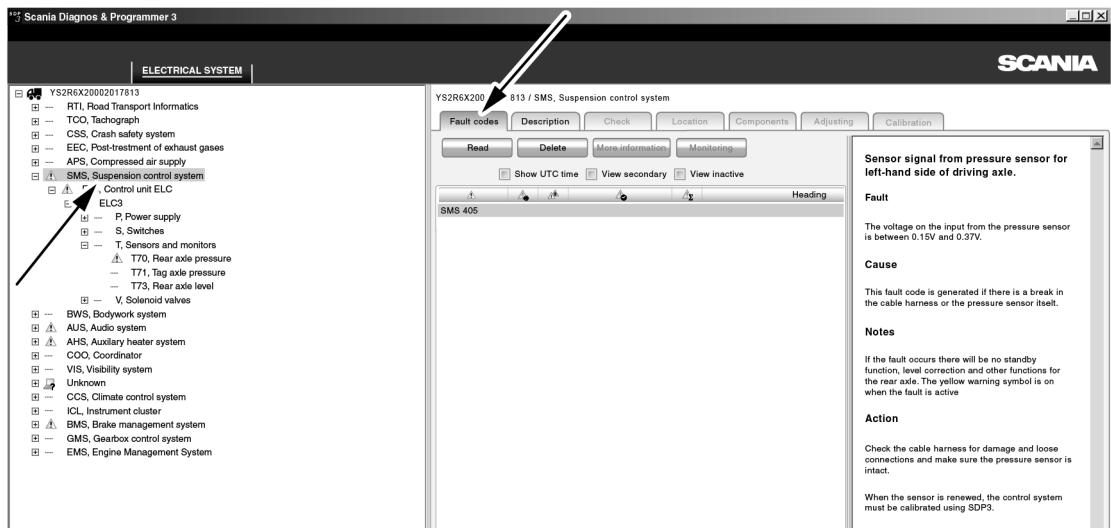 SDP3 Scania Diagnos & Programmer 3
ELECTRICAL SYSTEM
SCANIA
YS2R6X20002017813
RTI, Road Transport Informatics
TCO, Tachograph
CSS, Crash safety system
EEC, Post-trestment of exhaust gases
APS, Compressed air supply
SMS, Suspension control system
, Control unit ELC
ELC3
P, Power supply
S, Switches
T, Sensors and monitors
T70, Rear axle pressure
T71, Tag axle pressure
T73, Rear axle level
V, Solenoid valves
BWS, Bodywork system
AUS, Audio system
AHS, Auxilary heater system
COO, Coordinator
VIS, Visibility system
Unknown
CCS, Climate control system
ICL, Instrument cluster
BMS, Brake management system
GMS, Gearbox control system
EMS, Engine Management System
YS2R6X200 813 / SMS, Suspension control system
Fault codes Description Check Location Components Adjusting Calibration
Read Delete More information Monitoring
Show UTC time View secondary View inactive
Heading
SMS 405
Sensor signal from pressure sensor for
left-hand side of driving axle.
Fault
The voltage on the input from the pressure sensor
is between 0.15V and 0.37V.
Cause
This fault code is generated if there is a break in
the cable harness or the pressure sensor itselt.
Notes
If the fault occurs there will be no standby
function, level correction and other functions for
the rear axle. The yellow warning symbol is on
when the fault is active
Action
Check the cable harness for damage and loose
connections and make sure the pressure sensor is
intact.
When the sensor is renewed, the control system
must be calibrated using SDP3.